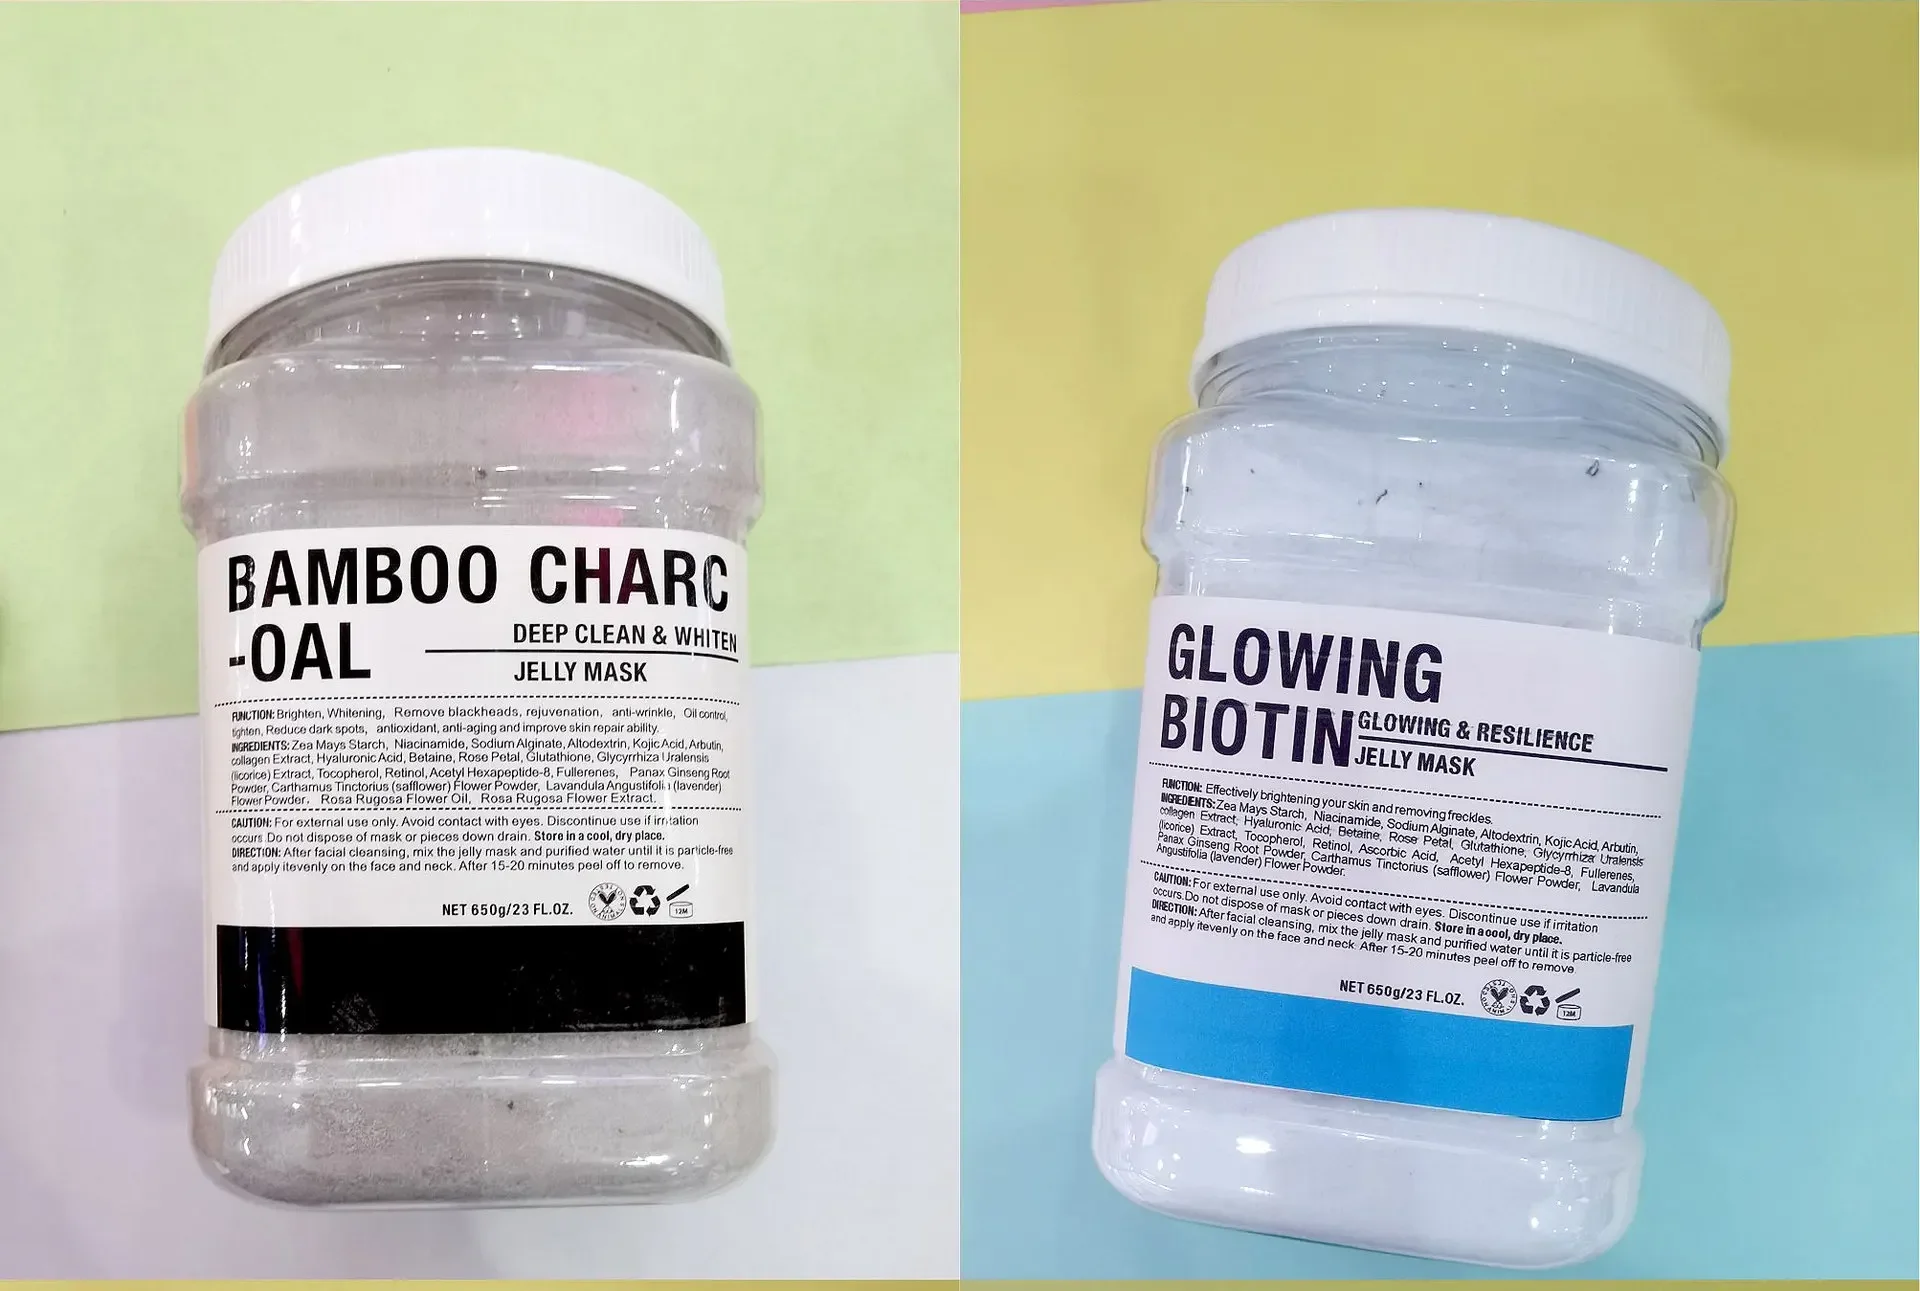 BAMBOO CHARC
-OAL
DEEP CLEAN & WHITEN
JELLY MASK
FUNCTION: Brighten, Whitening, Remove blackheads, rejuvenation, anti-wrinkle, Oil control,
tighten, Reduce dark spots, antioxidant, anti-aging and improve skin repair ability.
INGREDIENTS: Zea Mays Starch, Niacinamide, Sodium Alginate, Altodextrin, Kojic Acid, Arbutin,
collagen Extract, Hyaluronic Acid, Betaine, Rose Petal, Glutathione, Glycyrrhiza Uralensis
(licorice) Extract, Tocopherol, Retinol, Acetyl Hexapeptide-8, Fullerenes, Panax Ginseng Root
Powder, Carthamus Tinctorius (safflower) Flower Powder, Lavandula Angustifolia (lavender)
Flower Powder, Rosa Rugosa Flower Oil, Rosa Rugosa Flower Extract.
CAUTION: For external use only. Avoid contact with eyes. Discontinue use if irritation
occurs.Do not dispose of mask or pieces down drain. Store in a cool, dry place.
DIRECTION: After facial cleansing, mix the jelly mask and purified water until it is particle-free
and apply itevenly on the face and neck. After 15-20 minutes peel off to remove.
NET 650g/23 FL.OZ.
12M
GLOWING
BIOTIN
GLOWING & RESILIENCE
JELLY MASK
FUNCTION: Effectively brightening your skin and removing freckles.
INGREDIENTS: Zea Mays Starch, Niacinamide, Sodium Alginate, Altodextrin, Kojic Acid, Arbutin,
collagen Extract, Hyaluronic Acid, Betaine, Rose Petal, Glutathione, Glycyrrhiza Uralensis
(licorice) Extract, Tocopherol, Retinol, Ascorbic Acid, Acetyl Hexapeptide-8, Fullerenes,
Panax Ginseng Root Powder, Carthamus Tinctorius (safflower) Flower Powder, Lavandula
Angustifolia (lavender) Flower Powder.
CAUTION: For external use only. Avoid contact with eyes. Discontinue use if irritation
occurs.Do not dispose of mask or pieces down drain. Store in a cool, dry place.
DIRECTION: After facial cleansing, mix the jelly mask and purified water until it is particle-free
and apply itevenly on the face and neck. After 15-20 minutes peel off to remove.
NET 650g/23 FL.OZ.
12M